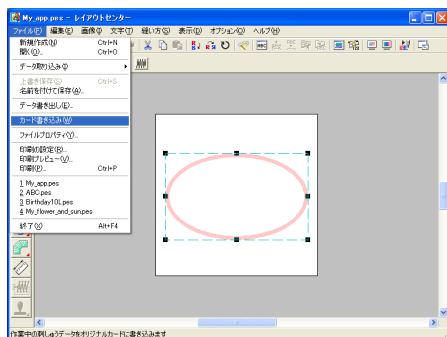 My_app.pes - レイアウトセンター
ファイル(F) 編集(E) 画像(I) 文字(T) 縫い方(S) 表示(D) オプション(O) ヘルプ(H)
新規作成(N) Ctrl+N
開く(O)... Ctrl+O
データ取り込み(I)
上書き保存(S) Ctrl+S
名前を付けて保存(A)...
データ書き出し(E)...
カード書き込み(W)
ファイルプロパティ(Y)...
印刷の設定(R)...
印刷プレビュー(V)...
印刷(P)... Ctrl+P
1 My_app.pes
2 ABC.pes
3 Birthday10L.pes
4 My_flower_and_sun.pes
終了(X) Alt+F4
作業中の刺しゅうデータをオリジナルカードに書き込みます